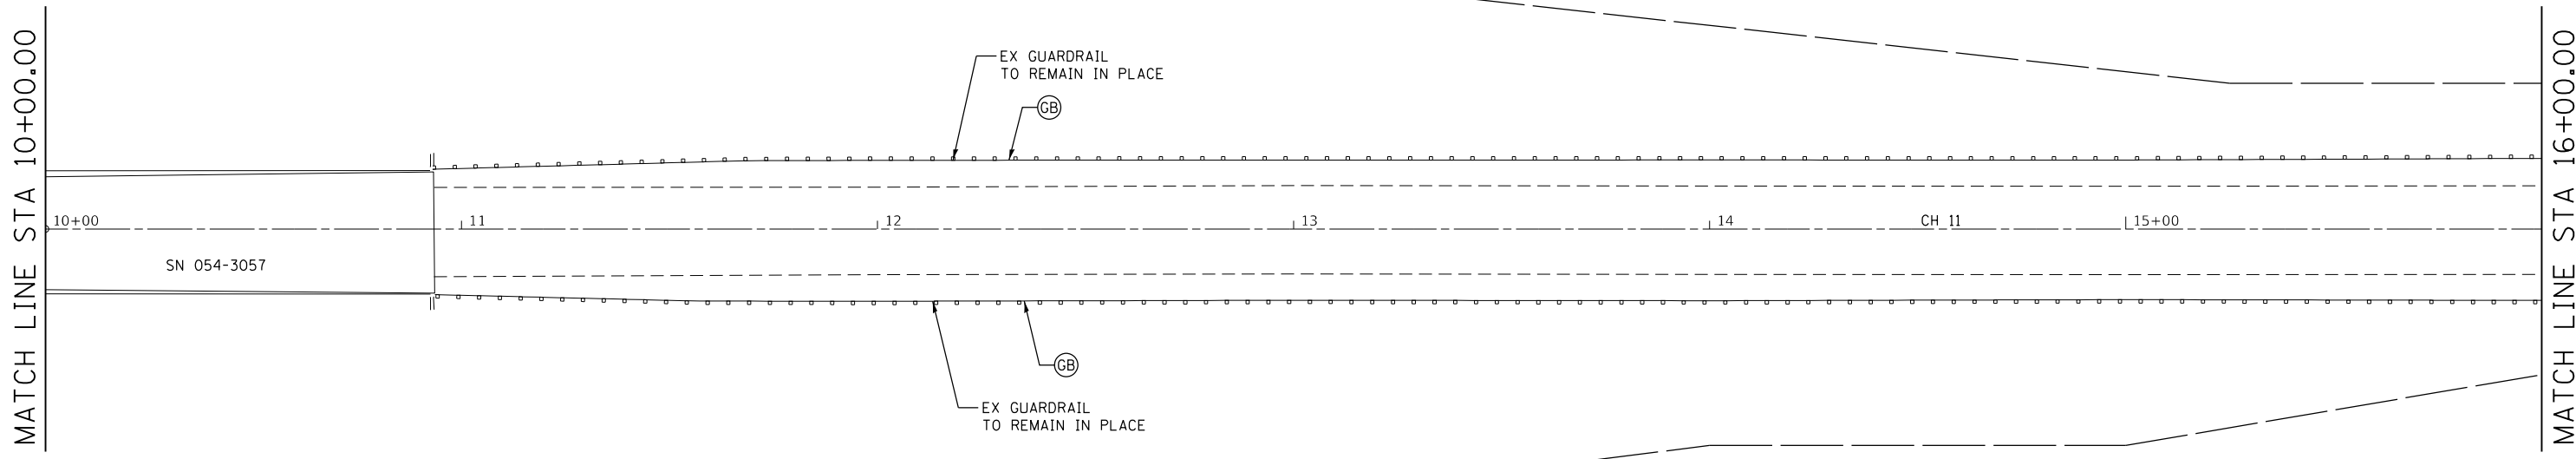 MATCH LINE STA 10+00.00
EX GUARDRAIL
TO REMAIN IN PLACE
GB
10+00
11
12
13
14
CH 11
15+00
SN 054-3057
GB
EX GUARDRAIL
TO REMAIN IN PLACE
MATCH LINE STA 16+00.00